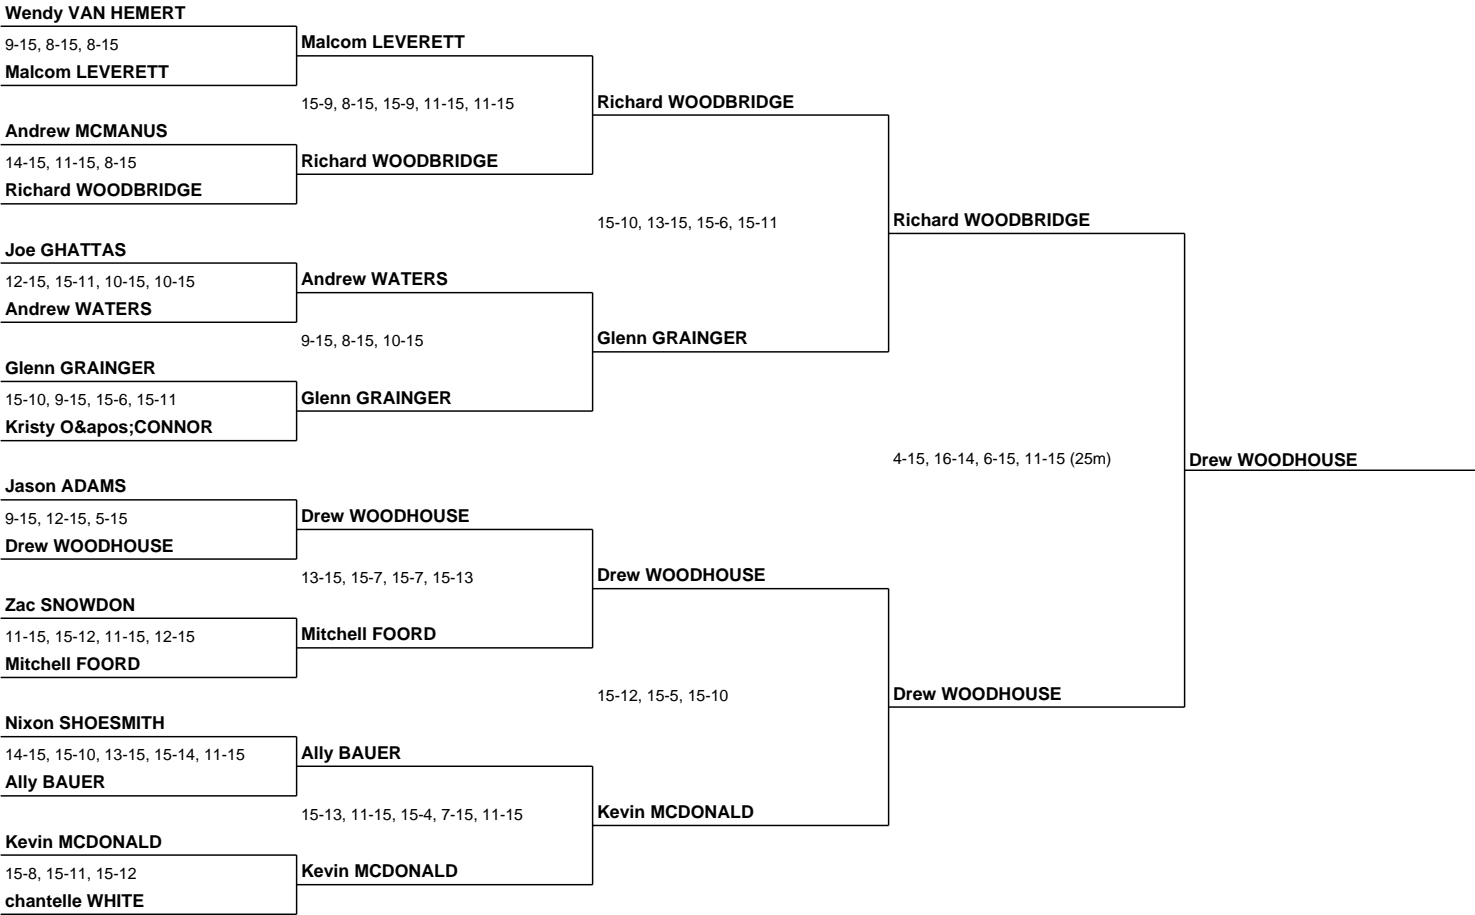 Wendy VAN HEMERT
9-15, 8-15, 8-15
Malcom LEVERETT
Andrew MCMANUS
14-15, 11-15, 8-15
Richard WOODBRIDGE
Joe GHATTAS
12-15, 15-11, 10-15, 10-15
Andrew WATERS
Glenn GRAINGER
15-10, 9-15, 15-6, 15-11
Kristy O&apos;CONNOR
Jason ADAMS
9-15, 12-15, 5-15
Drew WOODHOUSE
Zac SNOWDON
11-15, 15-12, 11-15, 12-15
Mitchell FOORD
Nixon SHOESMITH
14-15, 15-10, 13-15, 15-14, 11-15
Ally BAUER
Kevin MCDONALD
15-8, 15-11, 15-12
chantelle WHITE
Malcom LEVERETT
15-9, 8-15, 15-9, 11-15, 11-15
Richard WOODBRIDGE
Andrew WATERS
9-15, 8-15, 10-15
Glenn GRAINGER
Drew WOODHOUSE
13-15, 15-7, 15-7, 15-13
Mitchell FOORD
Ally BAUER
15-13, 11-15, 15-4, 7-15, 11-15
Kevin MCDONALD
Richard WOODBRIDGE
15-10, 13-15, 15-6, 15-11
Glenn GRAINGER
Drew WOODHOUSE
15-12, 15-5, 15-10
Kevin MCDONALD
Richard WOODBRIDGE
4-15, 16-14, 6-15, 11-15 (25m)
Drew WOODHOUSE
Drew WOODHOUSE